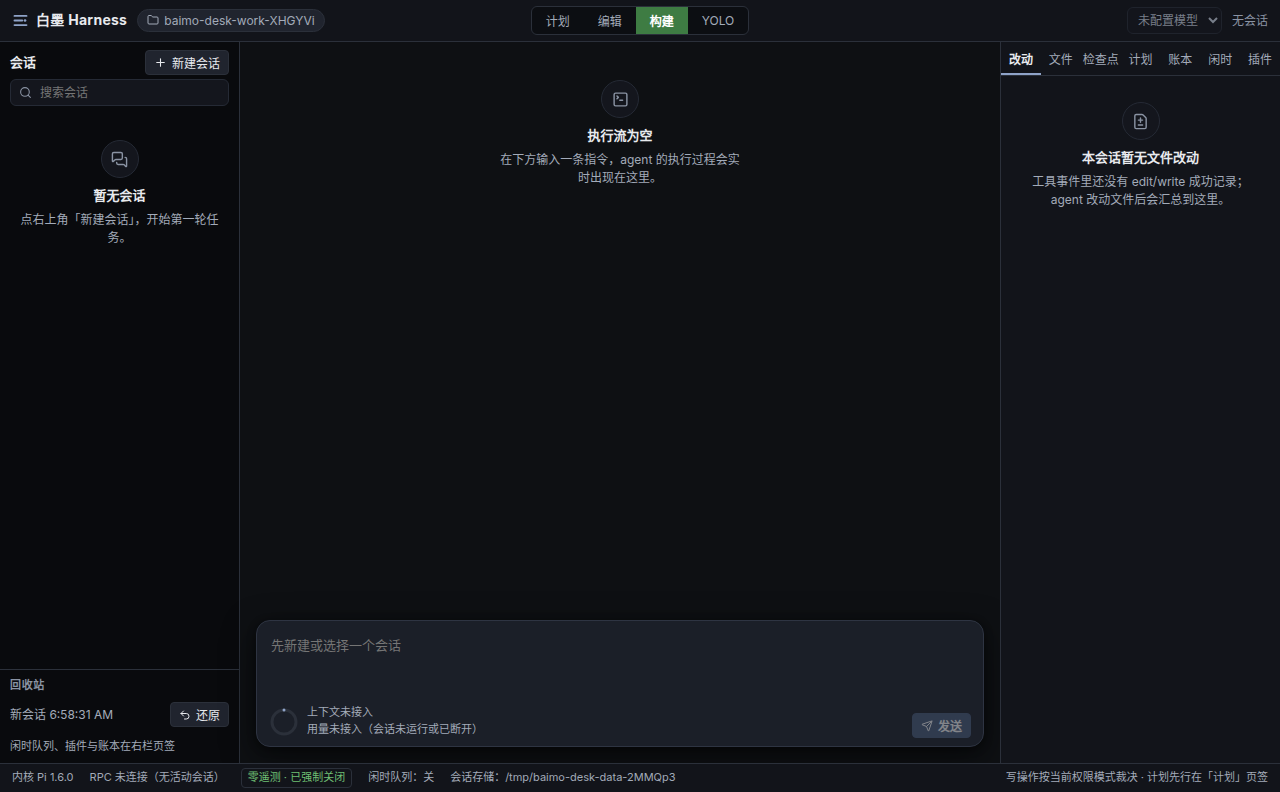 白墨 Harness
baimo-desk-work-XHGYVi
计划
编辑
构建
YOLO
未配置模型
无会话
会话
新建会话
搜索会话
暂无会话
点右上角「新建会话」，开始第一轮任
务。
回收站
新会话 6:58:31 AM
还原
闲时队列、插件与账本在右栏页签
执行流为空
在下方输入一条指令，agent 的执行过程会实
时出现在这里。
先新建或选择一个会话
上下文未接入
用量未接入（会话未运行或已断开）
发送
改动
文件
检查点
计划
账本
闲时
插件
本会话暂无文件改动
工具事件里还没有 edit/write 成功记录；
agent 改动文件后会汇总到这里。
内核 Pi 1.6.0
RPC 未连接（无活动会话）
零遥测 · 已强制关闭
闲时队列：关
会话存储：/tmp/baimo-desk-data-2MMQp3
写操作按当前权限模式裁决 · 计划先行在「计划」页签